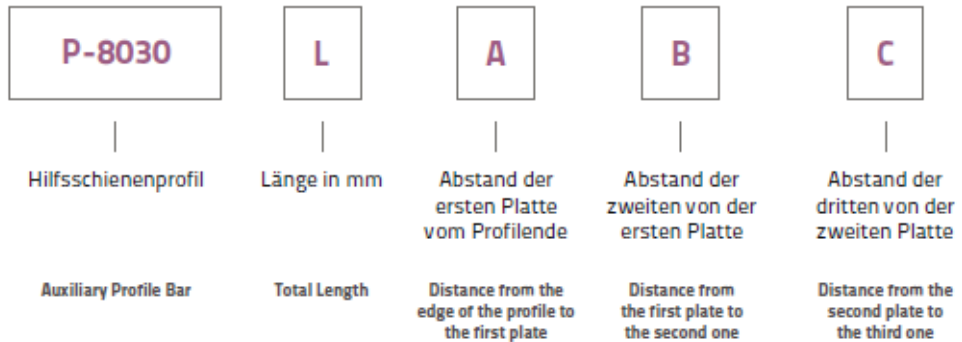 P-8030
L
A
B
C
Hilfsschienenprofil
Länge in mm
Abstand der
ersten Platte
vom Profilende
Abstand der
zweiten von der
ersten Platte
Abstand der
dritten von der
zweiten Platte
Auxiliary Profile Bar
Total Length
Distance from the
edge of the profile to
the first plate
Distance from
the first plate to
the second one
Distance from the
second plate to
the third one